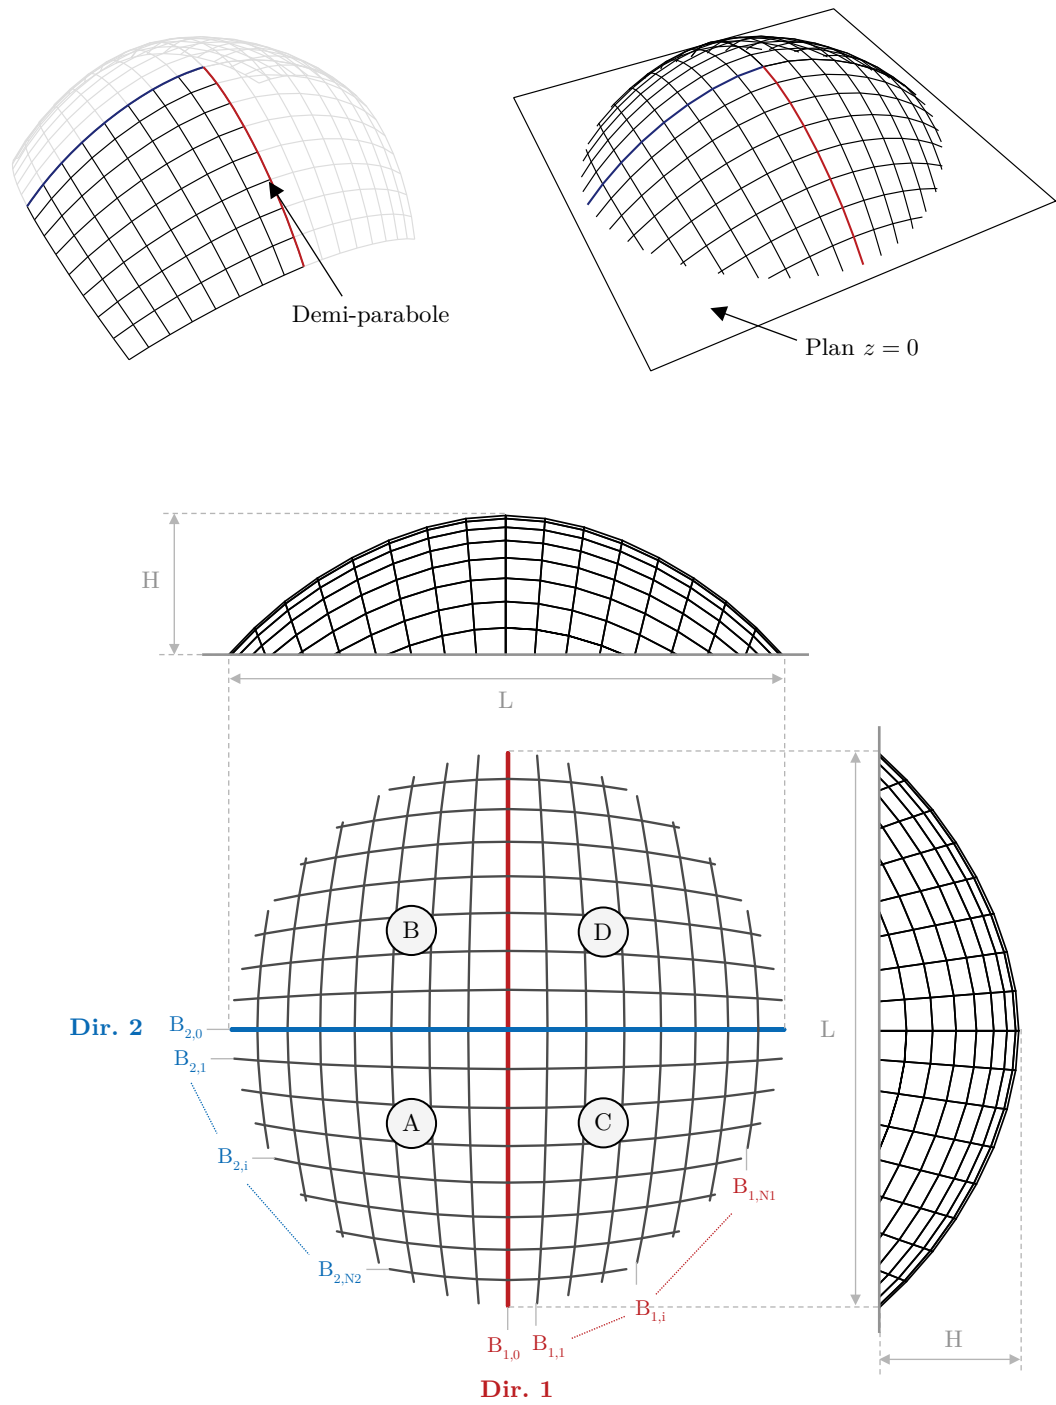 Demi-parabole
Plan z = 0
H
L
B
D
Dir. 2
B2,0
L
B2,1
A
C
B2,i
B1,N1
B2,N2
B1,i
B1,0
B1,1
H
Dir. 1